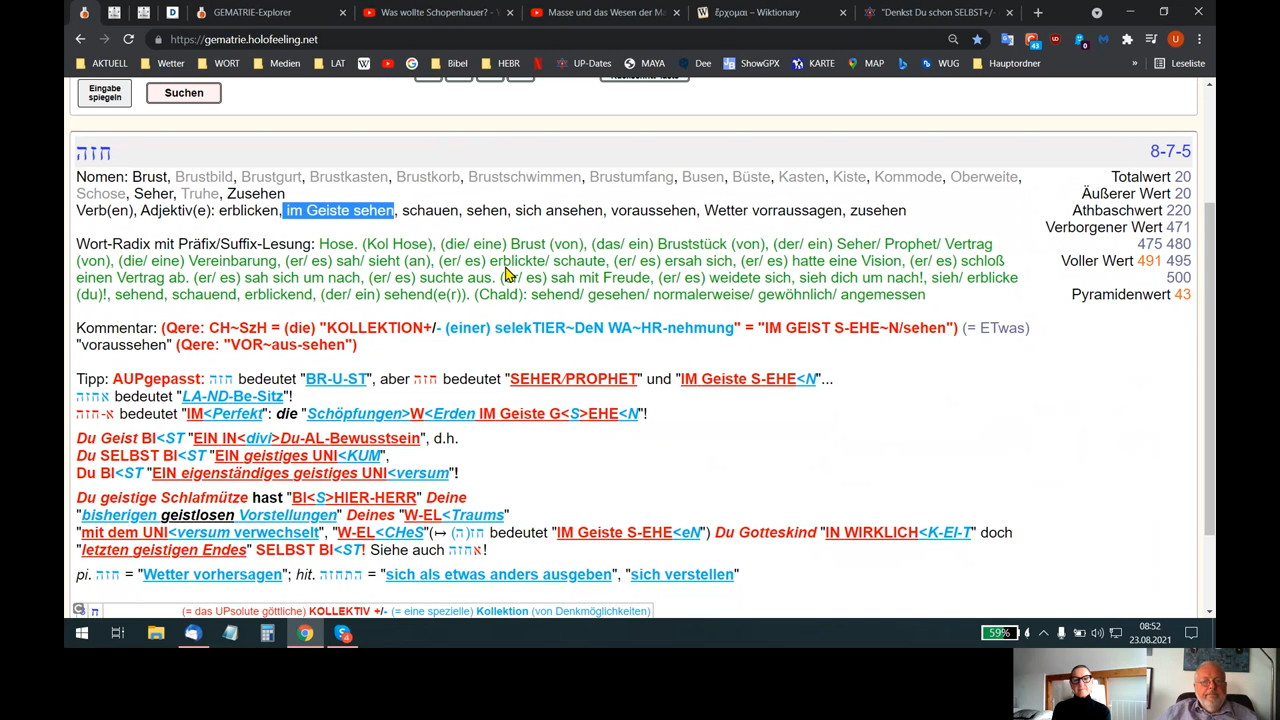 GEMATRIE-Explorer
Was wollte Schopenhauer? - Y
Masse und das Wesen der Ma
ἔρχομαι – Wiktionary
"Denkst Du schon SELBST+/-
https://gematrie.holofeeling.net
AKTUELL Wetter WORT Medien LAT Bibel HEBR UP-Dates MAYA Dee ShowGPX KARTE MAP WUG Hauptordner » Leseliste
Eingabe spiegeln
Suchen
חזה 8-7-5
Nomen: Brust, Brustbild, Brustgurt, Brustkasten, Brustkorb, Brustschwimmen, Brustumfang, Busen, Büste, Kasten, Kiste, Kommode, Oberweite,
Schose, Seher, Truhe, Zusehen
Verb(en), Adjektiv(e): erblicken, im Geiste sehen, schauen, sehen, sich ansehen, voraussehen, Wetter vorraussagen, zusehen
Totalwert 20
Äußerer Wert 20
Athbaschwert 220
Verborgener Wert 471
475 480
Voller Wert 491 495
500
Pyramidenwert 43
Wort-Radix mit Präfix/Suffix-Lesung: Hose. (Kol Hose), (die/ eine) Brust (von), (das/ ein) Bruststück (von), (der/ ein) Seher/ Prophet/ Vertrag
(von), (die/ eine) Vereinbarung, (er/ es) sah/ sieht (an), (er/ es) erblickte/ schaute, (er/ es) ersah sich, (er/ es) hatte eine Vision, (er/ es) schloß
einen Vertrag ab. (er/ es) sah sich um nach, (er/ es) suchte aus. (er/ es) sah mit Freude, (er/ es) weidete sich, sieh dich um nach!, sieh/ erblicke
(du)!, sehend, schauend, erblickend, (der/ ein) sehend(e(r)). (Chald): sehend/ gesehen/ normalerweise/ gewöhnlich/ angemessen
Kommentar: (Qere: CH~SzH = (die) "KOLLEKTION+/- (einer) selekTIER~DeN WA~HR-nehmung" = "IM GEIST S-EHE~N/sehen") (= ETwas)
"voraussehen" (Qere: "VOR~aus-sehen")
Tipp: AUPgepasst: חזה bedeutet "BR-U-ST", aber חזה bedeutet "SEHER/PROPHET" und "IM Geiste S-EHE<N"...
אחזה bedeutet "LA-ND-Be-Sitz"!
א-חזה bedeutet "IM<Perfekt": die "Schöpfungen>W<Erden IM Geiste G<S>EHE<N"!
Du Geist BI<ST "EIN IN<divi>Du-AL-Bewusstsein", d.h.
Du SELBST BI<ST "EIN geistiges UNI<KUM",
Du BI<ST "EIN eigenständiges geistiges UNI<versum"!
Du geistige Schlafmütze hast "BI<S>HIER-HERR" Deine
"bisherigen geistlosen Vorstellungen" Deines "W-EL<Traums"
"mit dem UNI<versum verwechselt", "W-EL<CHeS"(↦ חז(ה) bedeutet "IM Geiste S-EHE<eN") Du Gotteskind "IN WIRKLICH<K-EI-T" doch
"letzten geistigen Endes" SELBST BI<ST! Siehe auch אחזה!
pi. חזה = "Wetter vorhersagen"; hit. התחזה = "sich als etwas anders ausgeben", "sich verstellen"
ח (= das UPsolute göttliche) KOLLEKTIV +/- (= eine spezielle) Kollektion (von Denkmöglichkeiten)
59%
08:52
23.08.2021